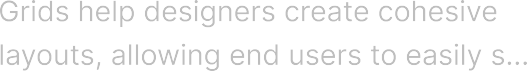 Grids help designers create cohesive
layouts, allowing end users to easily s...